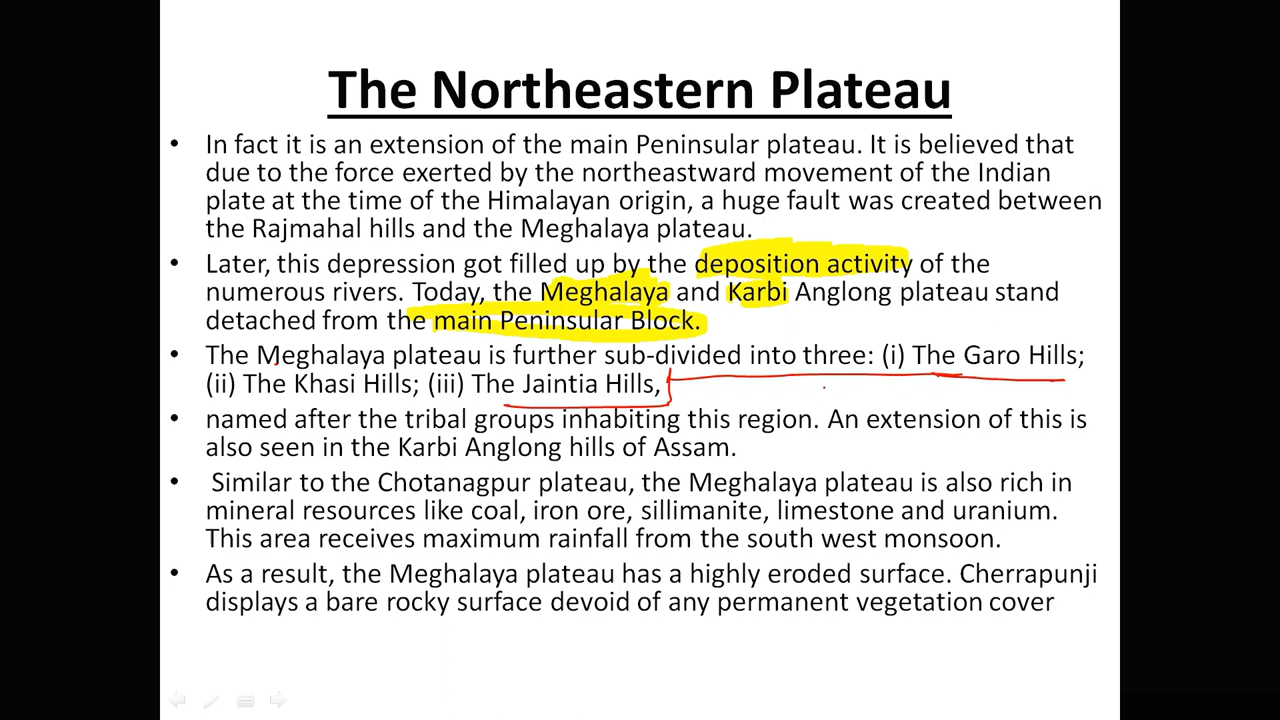 The Northeastern Plateau
• In fact it is an extension of the main Peninsular plateau. It is believed that
due to the force exerted by the northeastward movement of the Indian
plate at the time of the Himalayan origin, a huge fault was created between
the Rajmahal hills and the Meghalaya plateau.
• Later, this depression got filled up by the deposition activity of the
numerous rivers. Today, the Meghalaya and Karbi Anglong plateau stand
detached from the main Peninsular Block.
• The Meghalaya plateau is further sub-divided into three: (i) The Garo Hills;
(ii) The Khasi Hills; (iii) The Jaintia Hills,
• named after the tribal groups inhabiting this region. An extension of this is
also seen in the Karbi Anglong hills of Assam.
• Similar to the Chotanagpur plateau, the Meghalaya plateau is also rich in
mineral resources like coal, iron ore, sillimanite, limestone and uranium.
This area receives maximum rainfall from the south west monsoon.
• As a result, the Meghalaya plateau has a highly eroded surface. Cherrapunji
displays a bare rocky surface devoid of any permanent vegetation cover